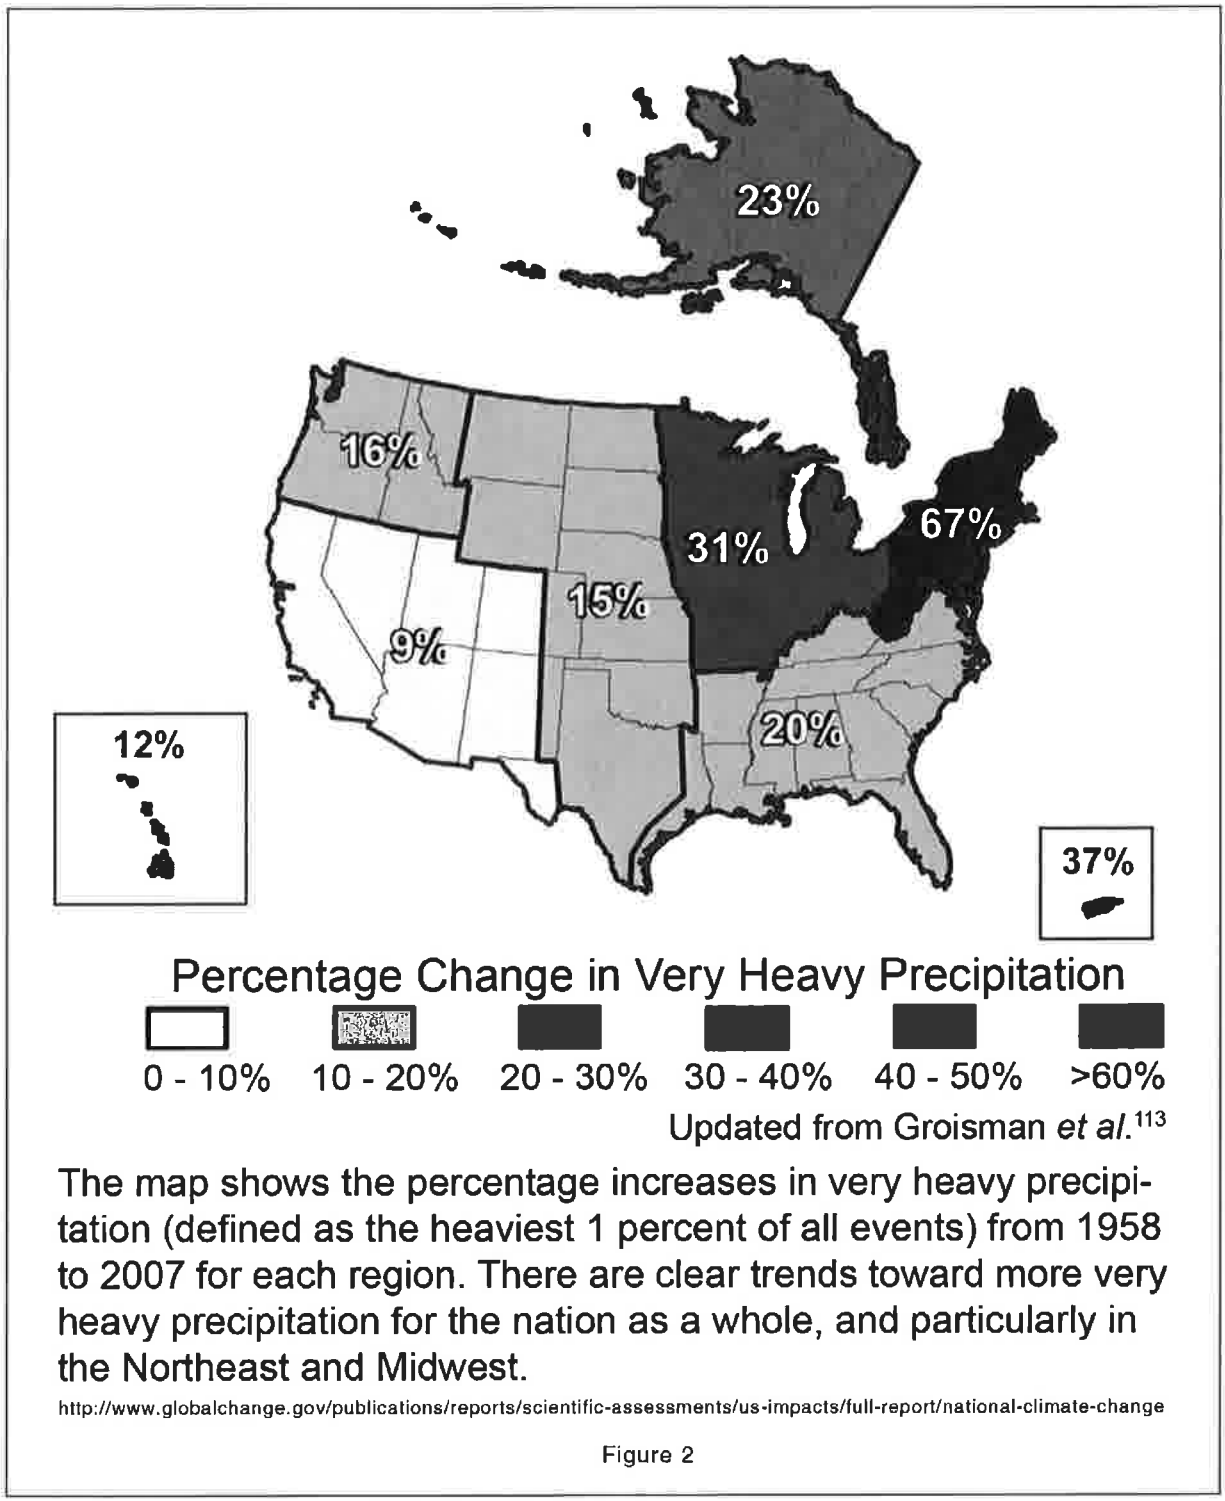 23%
16%
67%
31%
15%
9%
20%
12%
37%
Percentage Change in Very Heavy Precipitation
0 - 10% 10 - 20% 20 - 30% 30 - 40% 40 - 50% >60%
Updated from Groisman et al.113
The map shows the percentage increases in very heavy precipi-
tation (defined as the heaviest 1 percent of all events) from 1958
to 2007 for each region. There are clear trends toward more very
heavy precipitation for the nation as a whole, and particularly in
the Northeast and Midwest.
http://www.globalchange.gov/publications/reports/scientific-assessments/us-impacts/full-report/national-climate-change
Figure 2